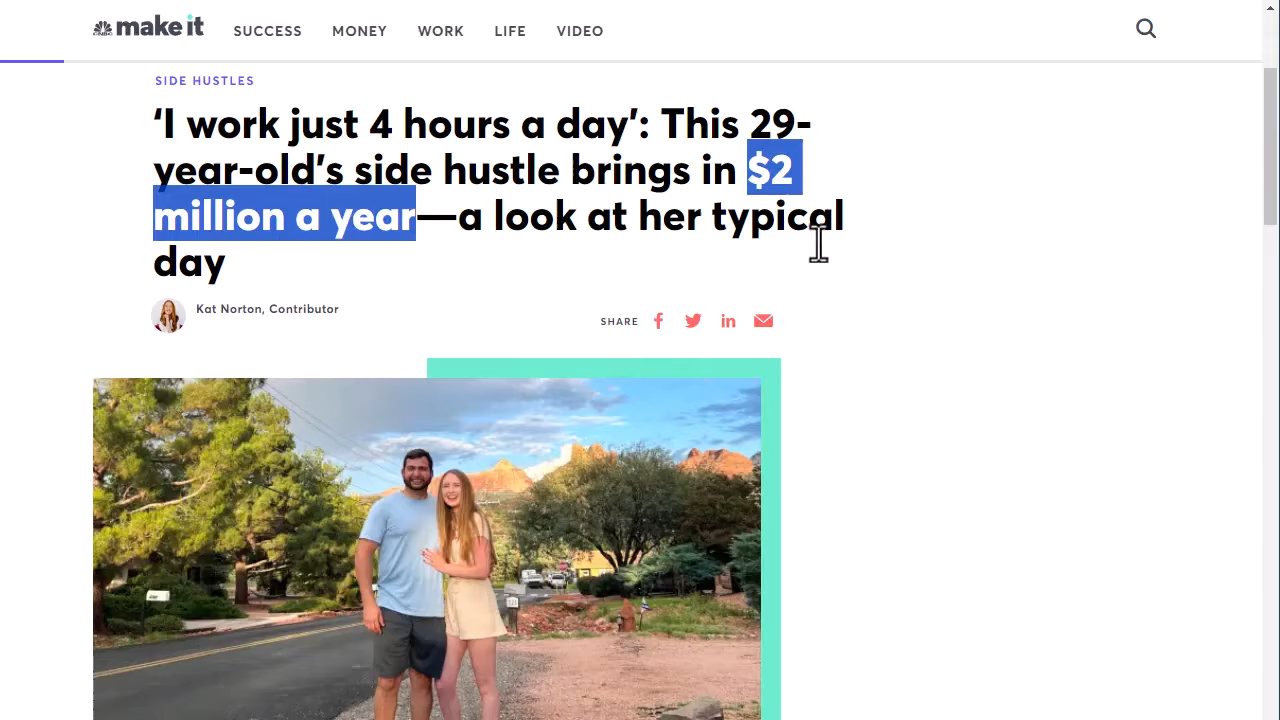 make it
SUCCESS MONEY WORK LIFE VIDEO
SIDE HUSTLES
‘I work just 4 hours a day’: This 29-
year-old’s side hustle brings in $2
million a year—a look at her typical
day
Kat Norton, Contributor
SHARE